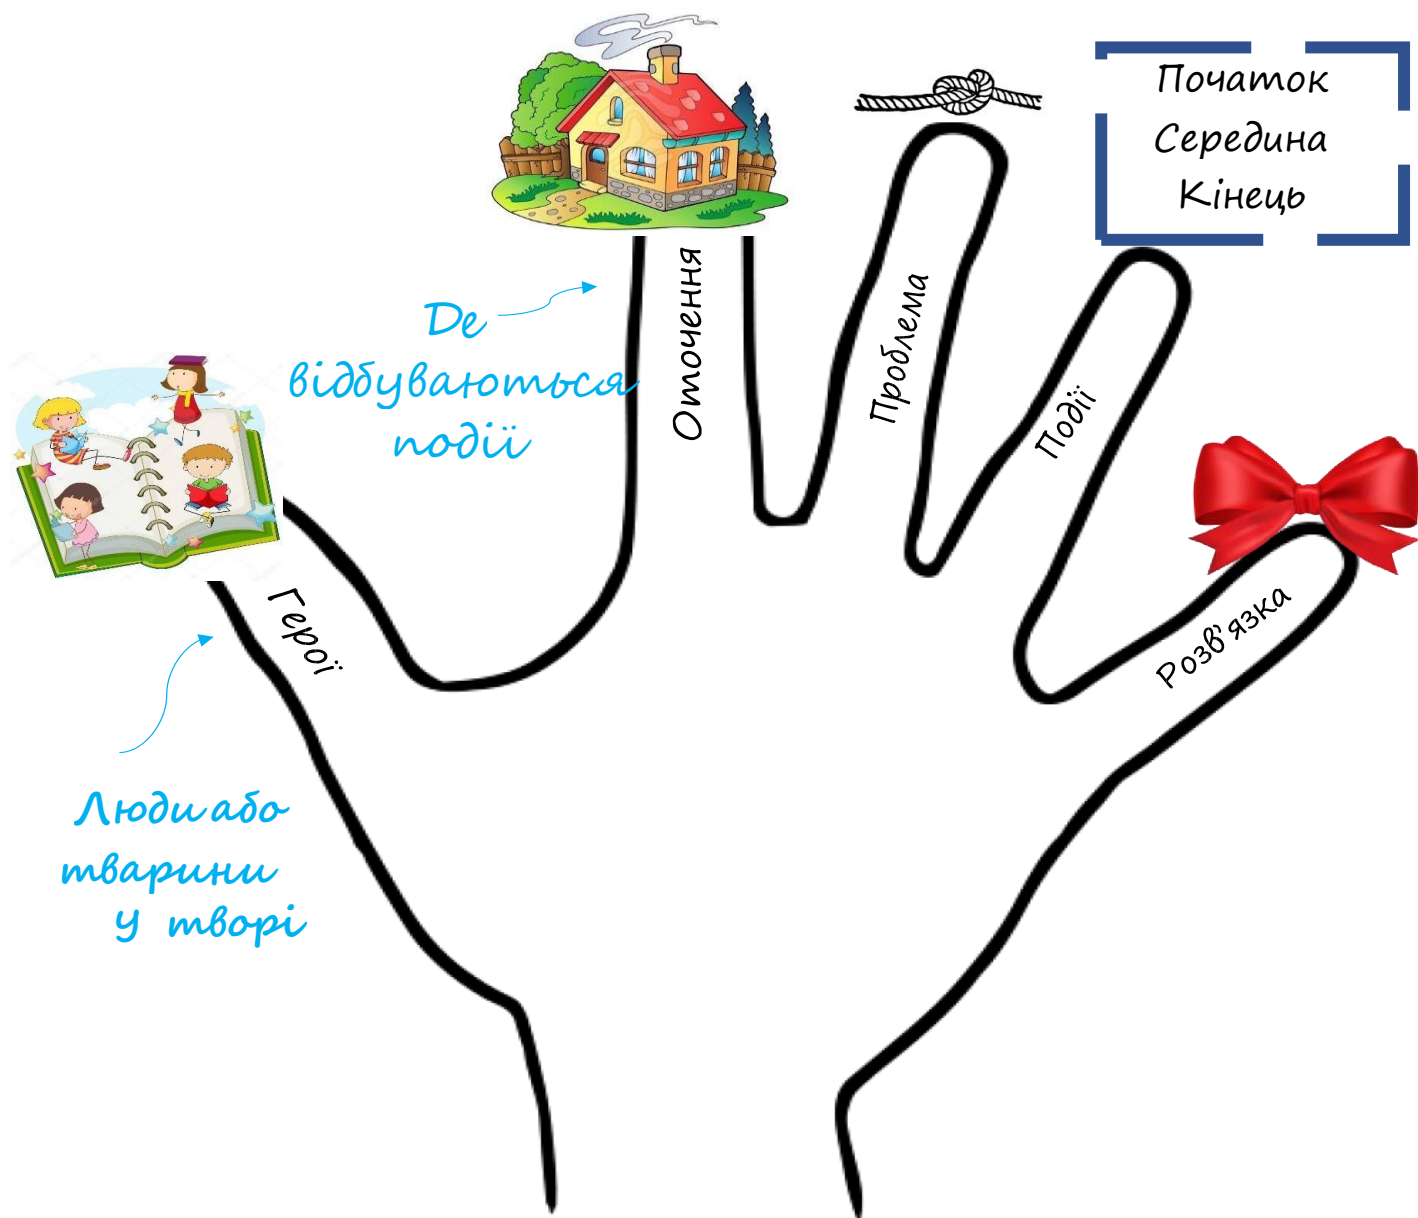 Початок
Середина
Кінець
Оточення
Проблема
Події
Розв'язка
Герої
Де
відбуваються
події
Люди або
тварини
у творі